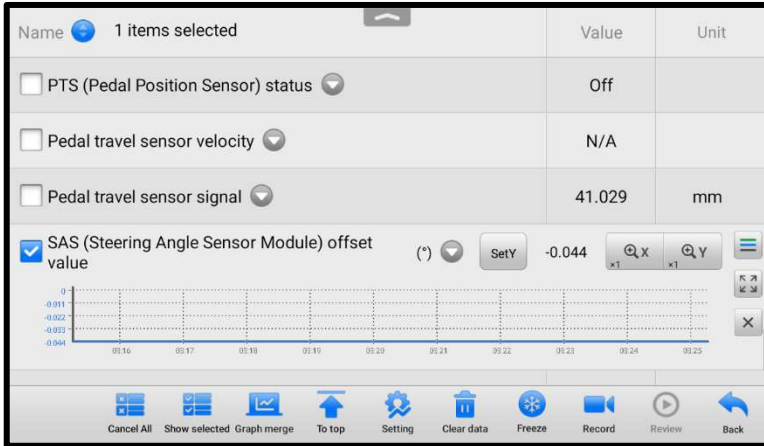 Name 1 items selected Value Unit
PTS (Pedal Position Sensor) status Off
Pedal travel sensor velocity N/A
Pedal travel sensor signal 41.029 mm
SAS (Steering Angle Sensor Module) offset value (°) SetY -0.044 X ×1 Y ×1
0
-0.011
-0.022
-0.033
-0.044
03:16 03:17 03:18 03:19 03:20 03:21 03:22 03:23 03:24 03:25
Cancel All Show selected Graph merge To top Setting Clear data Freeze Record Review Back